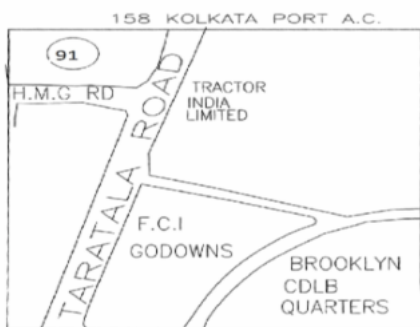 158 KOLKATA PORT A.C.
91
H.M.G RD
TRACTOR
INDIA
LIMITED
TARATALA ROAD
F.C.I
GODOWNS
BROOKLYN
CDLB
QUARTERS